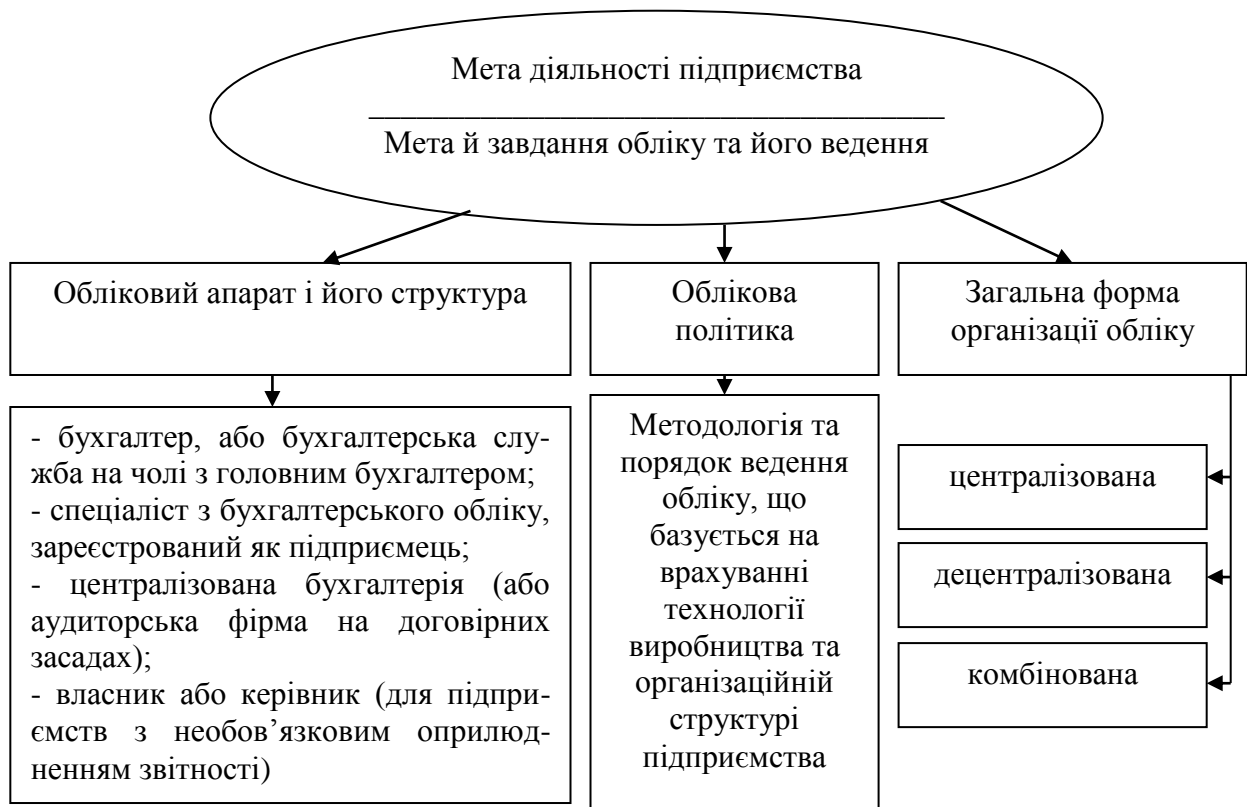 Мета діяльності підприємства
Мета й завдання обліку та його ведення
Обліковий апарат і його структура
Облікова
політика
Загальна форма
організації обліку
- бухгалтер, або бухгалтерська слу-
жба на чолі з головним бухгалтером;
- спеціаліст з бухгалтерського обліку,
зареєстрований як підприємець;
- централізована бухгалтерія (або
аудиторська фірма на договірних
засадах);
- власник або керівник (для підпри-
ємств з необов’язковим оприлюд-
ненням звітності)
Методологія та
порядок ведення
обліку, що
базується на
врахуванні
технології
виробництва та
організаційній
структурі
підприємства
централізована
децентралізована
комбінована